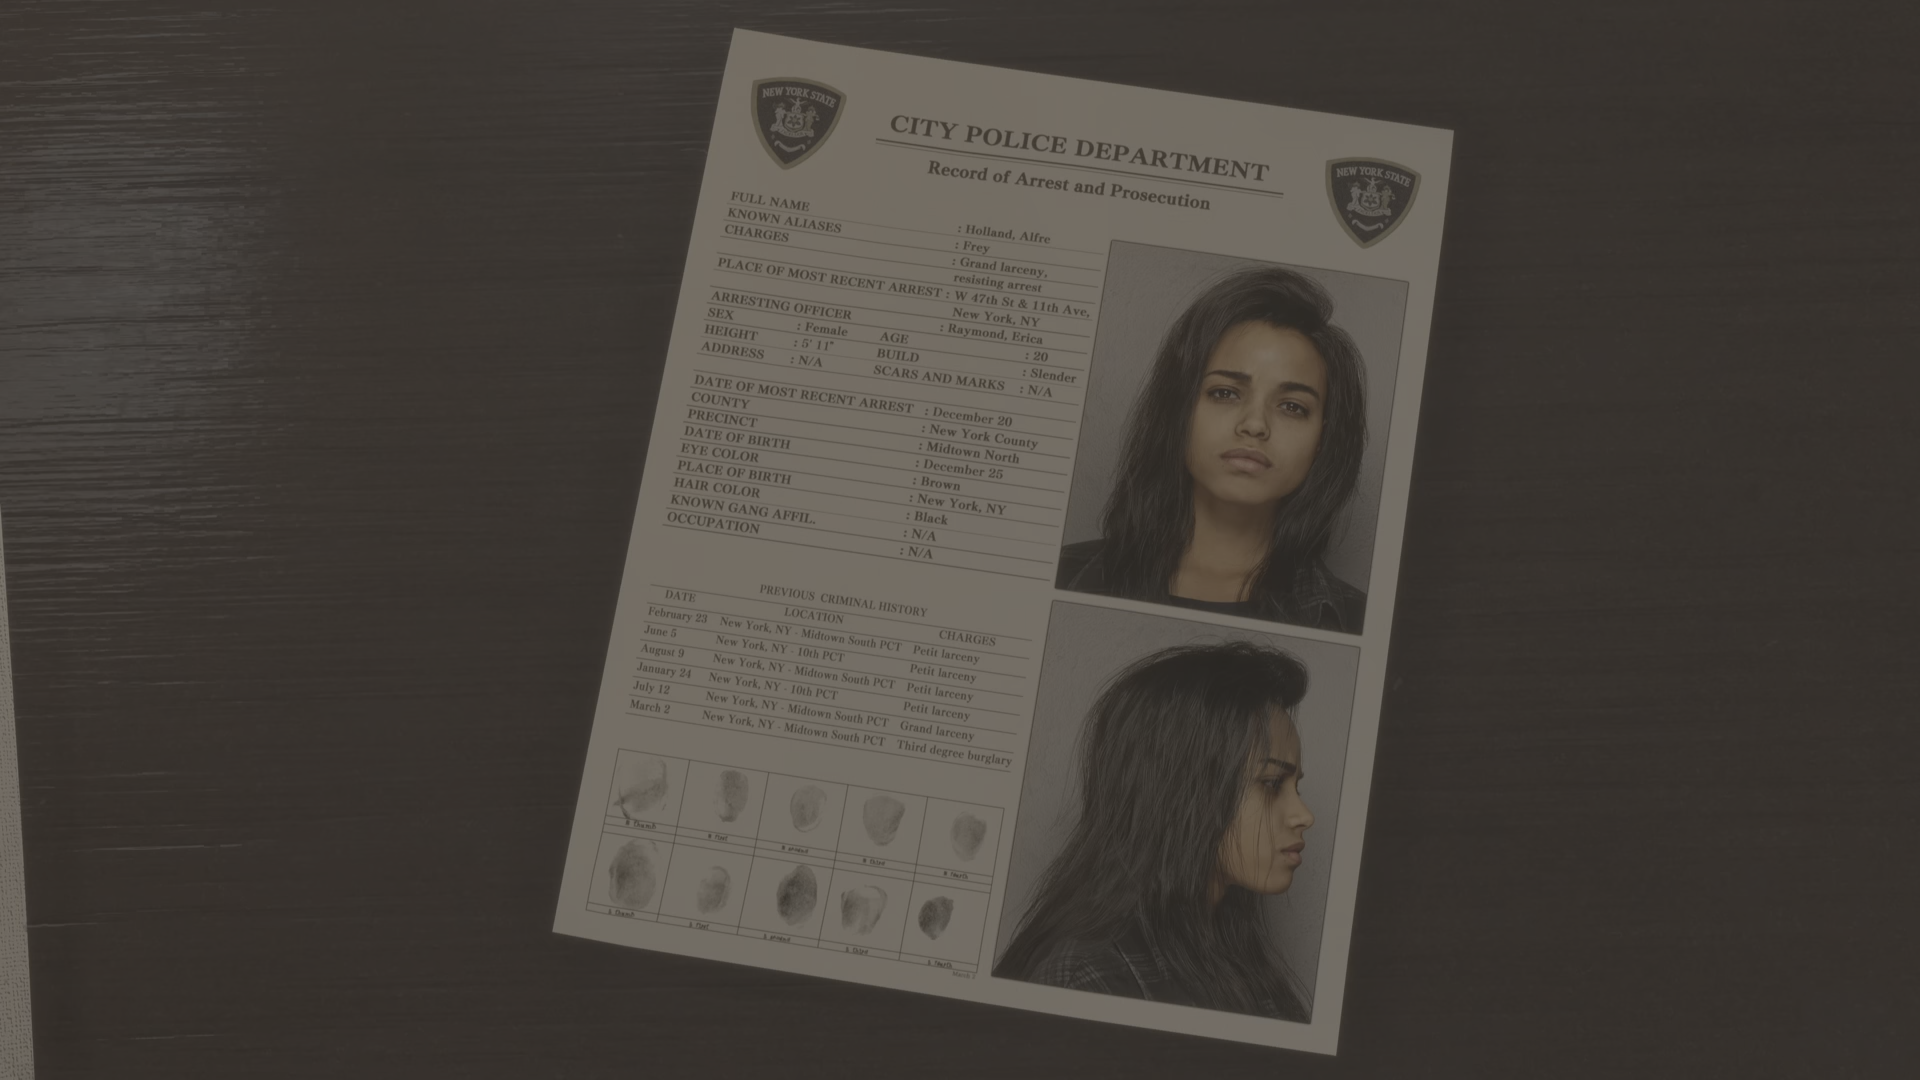 NEW YORK STATE
CITY POLICE DEPARTMENT
NEW YORK STATE
Record of Arrest and Prosecution
FULL NAME : Holland, Alfre
KNOWN ALIASES : Frey
CHARGES : Grand larceny,
resisting arrest
PLACE OF MOST RECENT ARREST : W 47th St & 11th Ave,
New York, NY
ARRESTING OFFICER : Raymond, Erica
SEX : Female AGE : 20
HEIGHT : 5' 11" BUILD : Slender
ADDRESS : N/A SCARS AND MARKS : N/A
DATE OF MOST RECENT ARREST : December 20
COUNTY : New York County
PRECINCT : Midtown North
DATE OF BIRTH : December 25
EYE COLOR : Brown
PLACE OF BIRTH : New York, NY
HAIR COLOR : Black
KNOWN GANG AFFIL. : N/A
OCCUPATION : N/A
PREVIOUS CRIMINAL HISTORY
DATE LOCATION CHARGES
February 23 New York, NY - Midtown South PCT Petit larceny
June 5 New York, NY - 10th PCT Petit larceny
August 9 New York, NY - Midtown South PCT Petit larceny
January 24 New York, NY - 10th PCT Petit larceny
July 12 New York, NY - Midtown South PCT Grand larceny
March 2 New York, NY - Midtown South PCT Third degree burglary